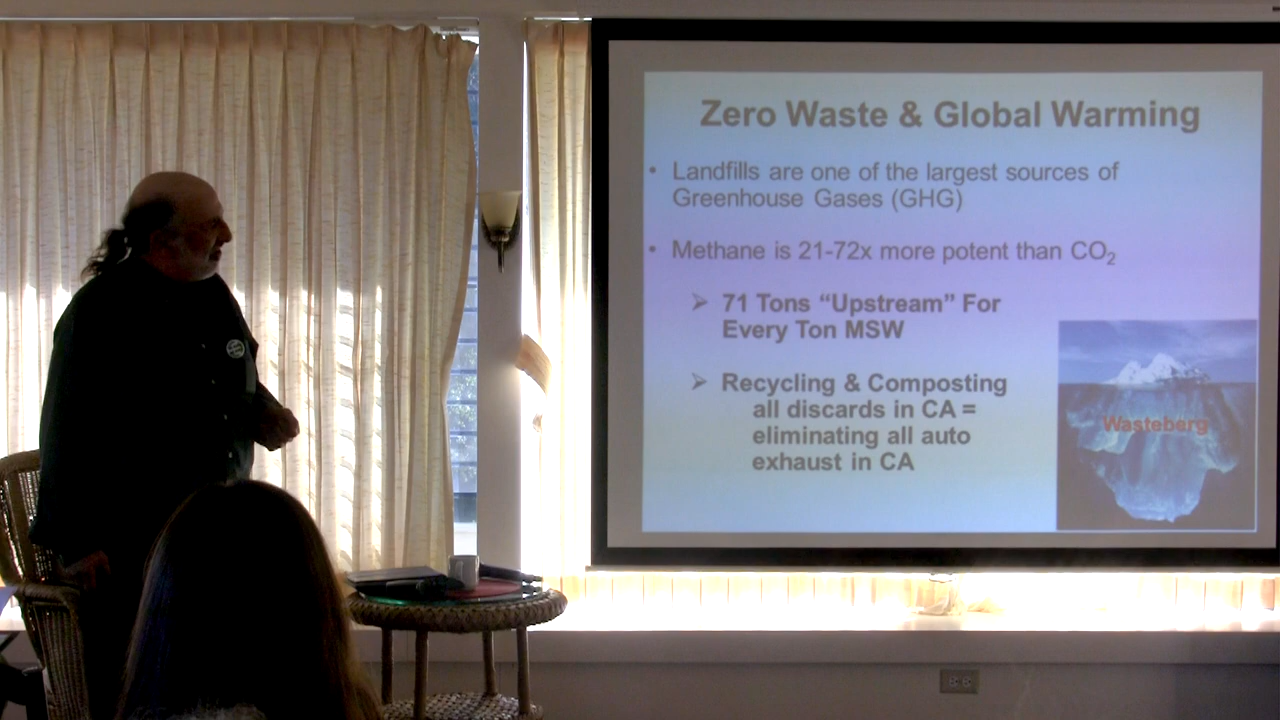 Zero Waste & Global Warming
• Landfills are one of the largest sources of
Greenhouse Gases (GHG)
• Methane is 21-72x more potent than CO₂
➢ 71 Tons “Upstream” For
Every Ton MSW
➢ Recycling & Composting
all discards in CA =
eliminating all auto
exhaust in CA
Wasteberg